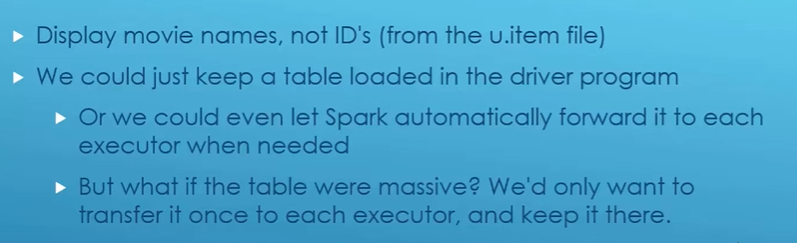 Display movie names, not ID's (from the u.item file)
We could just keep a table loaded in the driver program
Or we could even let Spark automatically forward it to each
executor when needed
But what if the table were massive? We'd only want to
transfer it once to each executor, and keep it there.